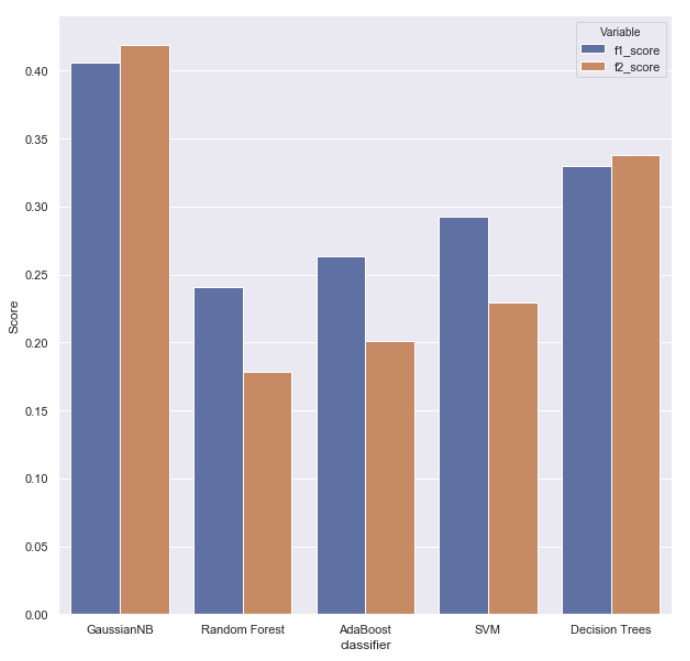 Variable
f1_score
f2_score
0.40
0.35
0.30
0.25
0.20
0.15
0.10
0.05
0.00
Score
GaussianNB Random Forest AdaBoost SVM Decision Trees
classifier